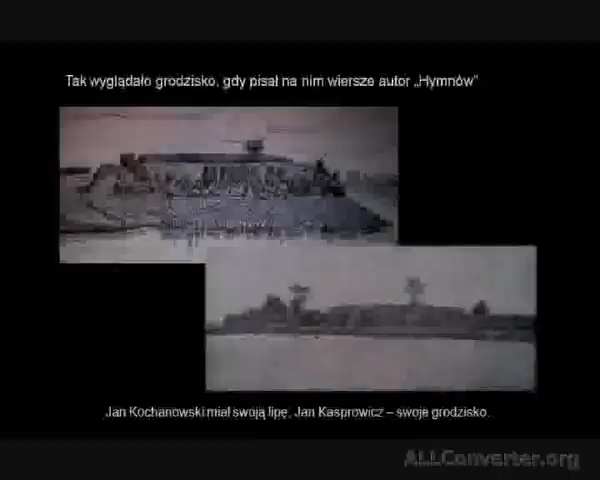 Tak wyglądało grodzisko, gdy pisał na nim wiersze autor „Hymnów”
Jan Kochanowski miał swoją lipę, Jan Kasprowicz – swoje grodzisko.
ALLConverter.org